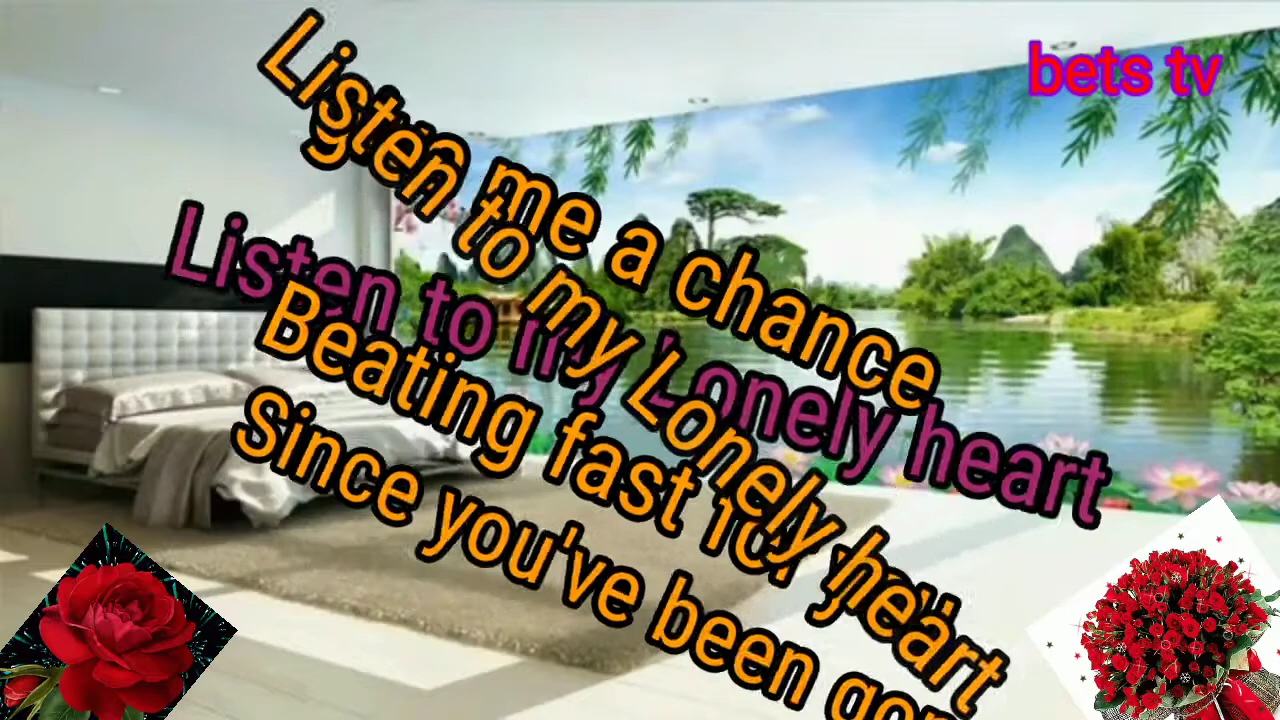 bets tv
Listen to my Lonely heart
me a chance
Listen to my Lonely heart
Beating fast for
Since you've been